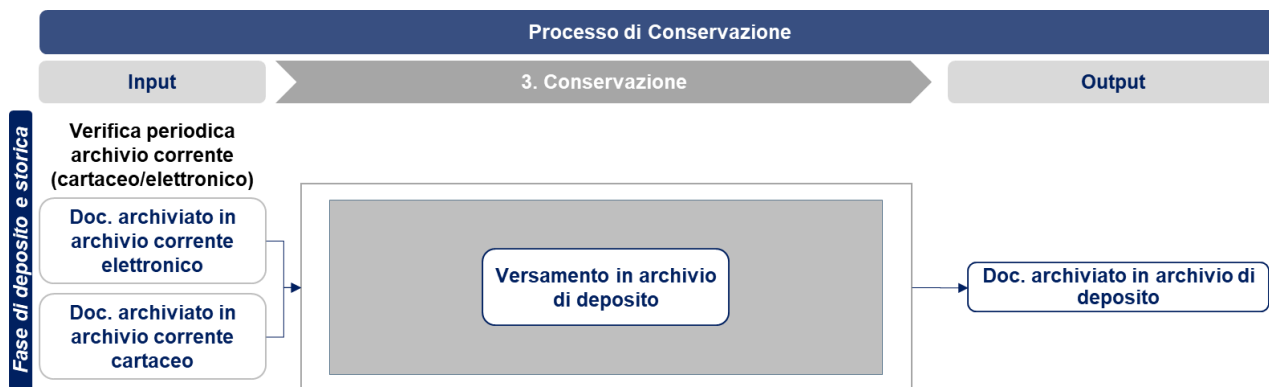 Processo di Conservazione
Input
3. Conservazione
Output
Fase di deposito e storica
Verifica periodica
archivio corrente
(cartaceo/elettronico)
Doc. archiviato in
archivio corrente
elettronico
Doc. archiviato in
archivio corrente
cartaceo
Versamento in archivio
di deposito
Doc. archiviato in archivio di
deposito